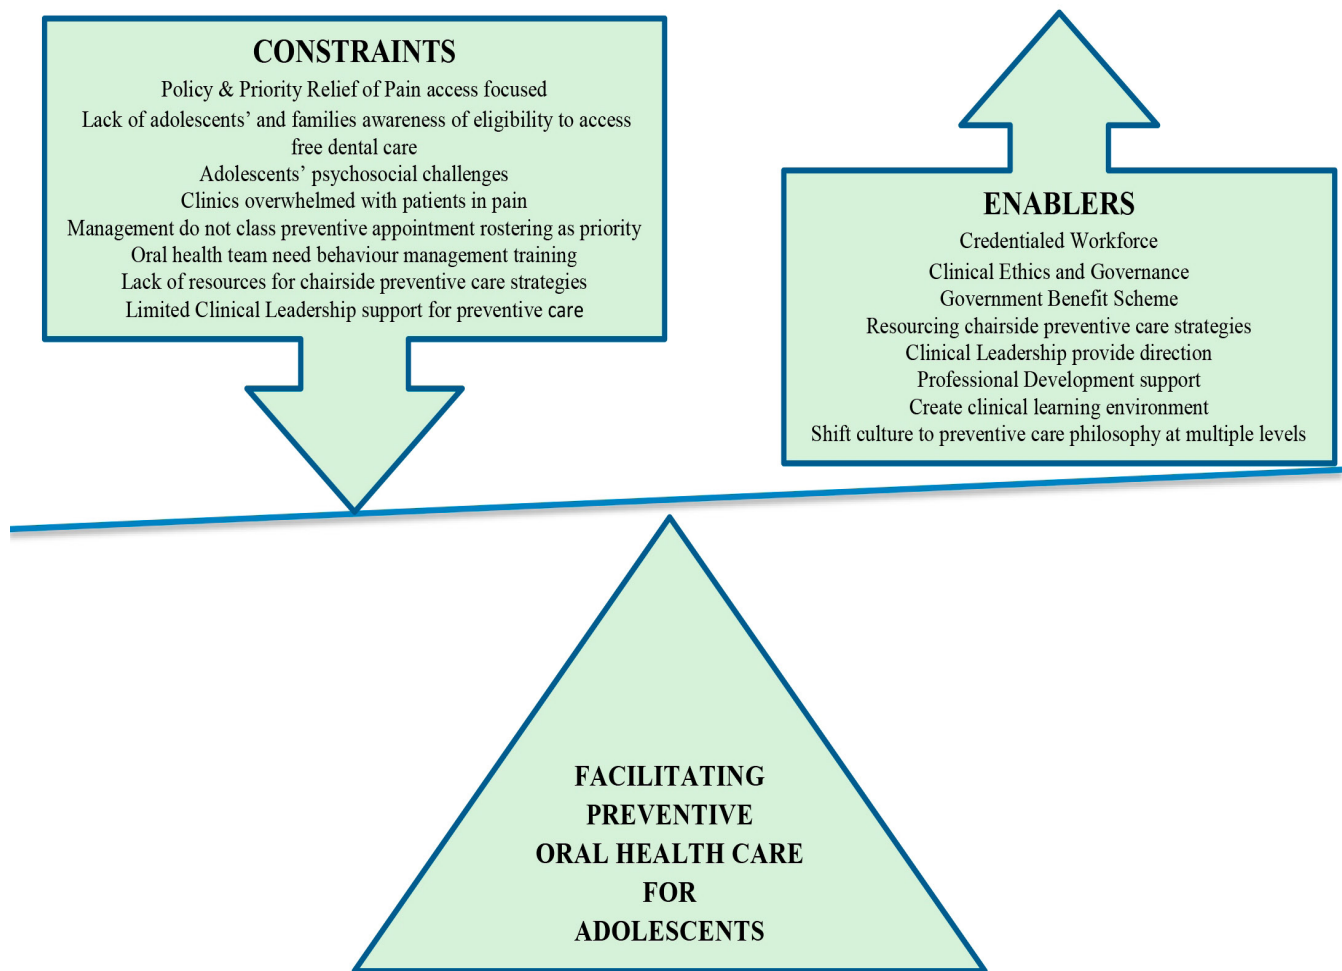 CONSTRAINTS
Policy & Priority Relief of Pain access focused
Lack of adolescents’ and families awareness of eligibility to access
free dental care
Adolescents’ psychosocial challenges
Clinics overwhelmed with patients in pain
Management do not class preventive appointment rostering as priority
Oral health team need behaviour management training
Lack of resources for chairside preventive care strategies
Limited Clinical Leadership support for preventive care
ENABLERS
Credentialed Workforce
Clinical Ethics and Governance
Government Benefit Scheme
Resourcing chairside preventive care strategies
Clinical Leadership provide direction
Professional Development support
Create clinical learning environment
Shift culture to preventive care philosophy at multiple levels
FACILITATING
PREVENTIVE
ORAL HEALTH CARE
FOR
ADOLESCENTS